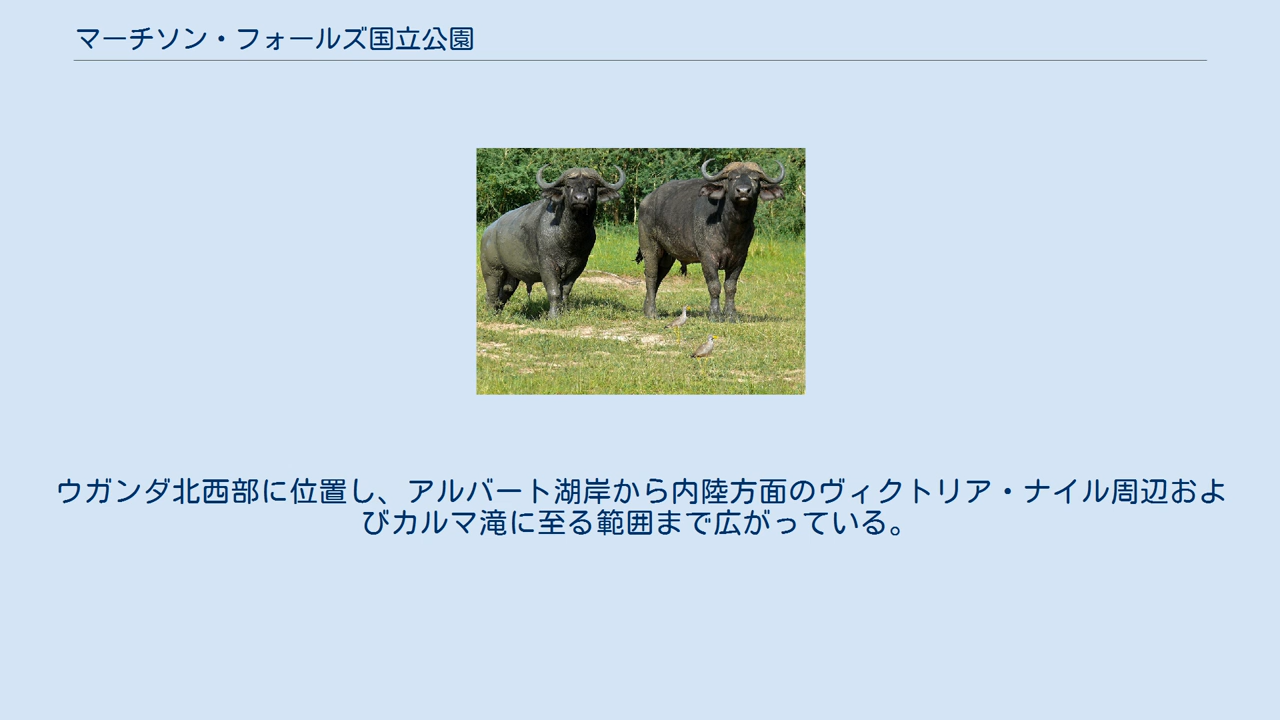 マーチソン・フォールズ国立公園
ウガンダ北西部に位置し、アルバート湖岸から内陸方面のヴィクトリア・ナイル周辺およ
びカルマ滝に至る範囲まで広がっている。